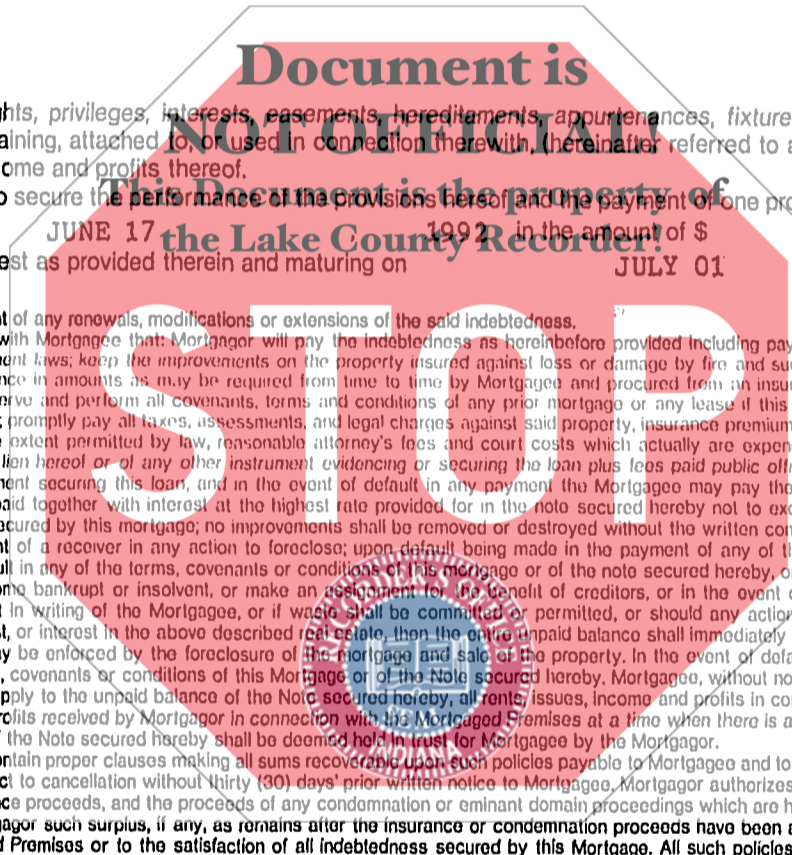 Document is
NOT OFFICIAL!
This Document is the property of
the Lake County Recorder!
STOP
hts, privileges, interests, easements, hereditaments, appurtenances, fixture
aining, attached to, or used in connection therewith, (hereinafter referred to a
ome and profits thereof.
o secure the performance of the provisions hereof and the payment of one pro
JUNE 17 1992 in the amount of $
est as provided therein and maturing on JULY 01
t of any renewals, modifications or extensions of the said indebtedness.
with Mortgagee that: Mortgagor will pay the indebtedness as hereinbefore provided including pay
ent laws; keep the improvements on the property insured against loss or damage by fire and su
nce in amounts as may be required from time to time by Mortgagee and procured from an insur
erve and perform all covenants, terms and conditions of any prior mortgage or any lease if this
; promptly pay all taxes, assessments, and legal charges against said property, insurance premium
e extent permitted by law, reasonable attorney's fees and court costs which actually are expen
lien hereof or of any other instrument evidencing or securing the loan plus fees paid public off
ent securing this loan, and in the event of default in any payment the Mortgagee may pay the
aid together with interest at the highest rate provided for in the note secured hereby not to exc
ecured by this mortgage; no improvements shall be removed or destroyed without the written con
nt of a receiver in any action to foreclose; upon default being made in the payment of any of t
ult in any of the terms, covenants or conditions of this mortgage or of the note secured hereby, o
ome bankrupt or insolvent, or make an assignment for the benefit of creditors, or in the event
t in writing of the Mortgagee, or if waste shall be committed or permitted, or should any action
st, or interest in the above described real estate, then the entire unpaid balance shall immediately
ay be enforced by the foreclosure of the mortgage and sale of the property. In the event of defa
, covenants or conditions of this Mortgage or of the Note secured hereby. Mortgagee, without no
pply to the unpaid balance of the Note secured hereby, all rents, issues, income and profits in co
rofits received by Mortgagor in connection with the Mortgaged Premises at a time when there is a
the Note secured hereby shall be deemed held in trust for Mortgagee by the Mortgagor.
ontain proper clauses making all sums recoverable upon such policies payable to Mortgagee and to
ct to cancellation without thirty (30) days' prior written notice to Mortgagee, Mortgagor authorizes
ce proceeds, and the proceeds of any condemnation or eminant domain proceedings which are h
gagor such surplus, if any, as remains after the insurance or condemnation proceeds have been a
d Premises or to the satisfaction of all indebtedness secured by this Mortgage. All such policies